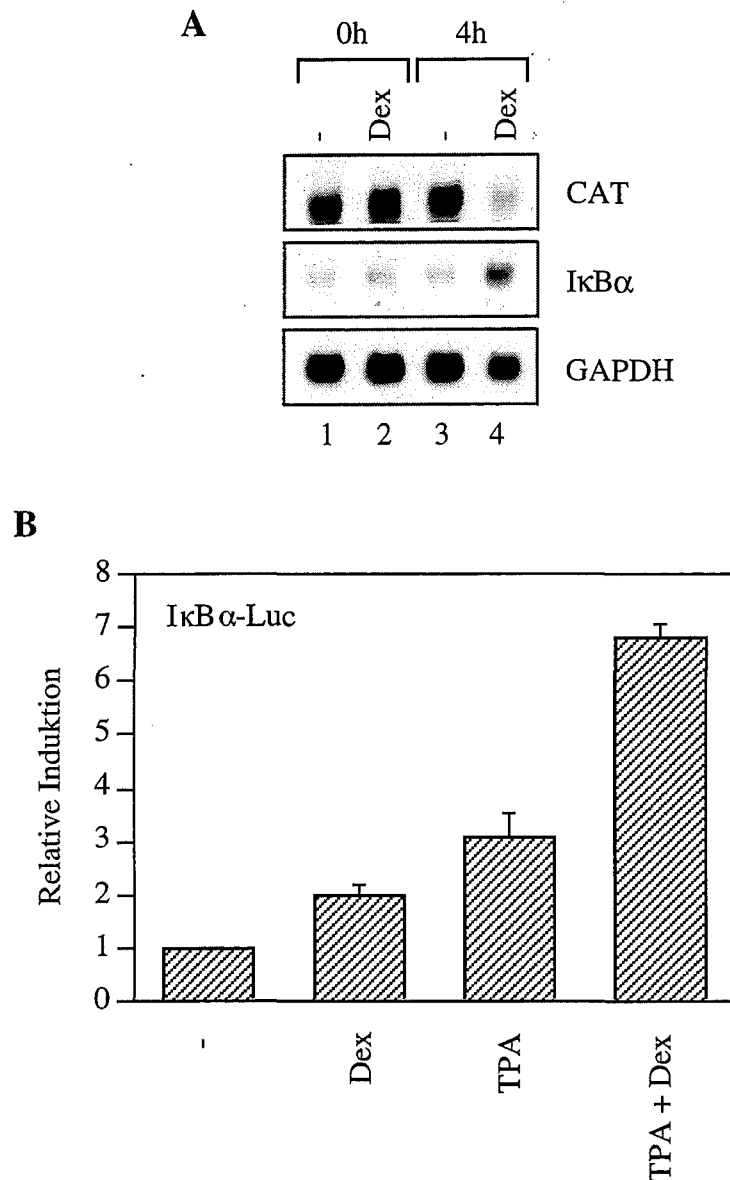 A
0h 4h
- Dex - Dex
CAT
IκBα
GAPDH
1 2 3 4
B
8
7
6
5
4
3
2
1
0
IκBα-Luc
Relative Induktion
- Dex TPA TPA + Dex